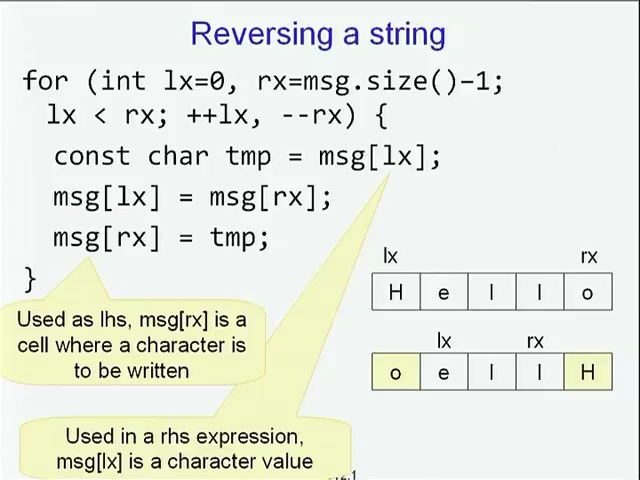 Reversing a string
for (int lx=0, rx=msg.size()–1;
lx < rx; ++lx, --rx) {
const char tmp = msg[lx];
msg[lx] = msg[rx];
msg[rx] = tmp;
}
Used as lhs, msg[rx] is a
cell where a character is
to be written
Used in a rhs expression,
msg[lx] is a character value
lx rx
H e l l o
lx rx
o e l l H